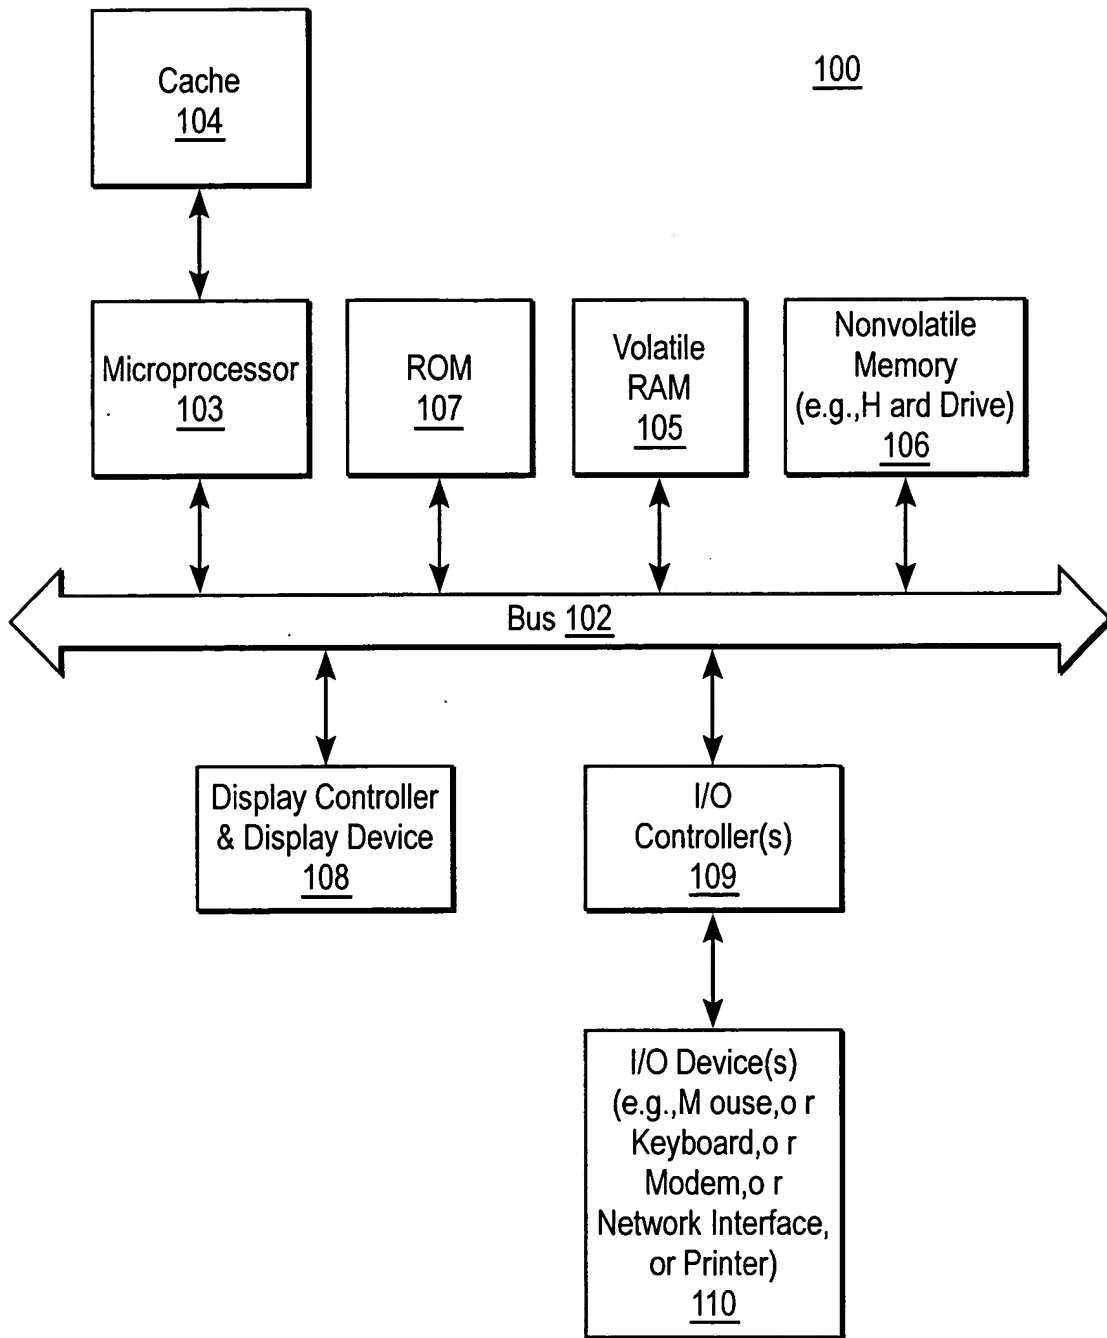 Cache
104
100
Microprocessor
103
ROM
107
Volatile
RAM
105
Nonvolatile
Memory
(e.g.,H ard Drive)
106
Bus 102
Display Controller
& Display Device
108
I/O
Controller(s)
109
I/O Device(s)
(e.g.,M ouse,o r
Keyboard,o r
Modem,o r
Network Interface,
or Printer)
110